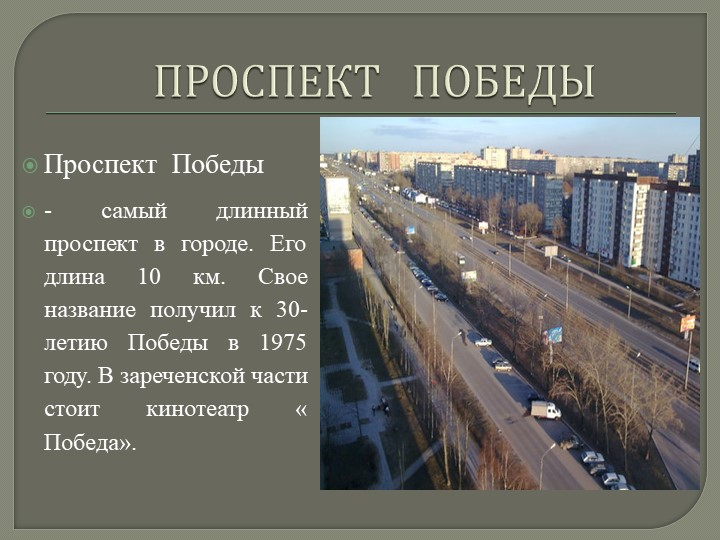 ПРОСПЕКТ ПОБЕДЫ
Проспект Победы
- самый длинный
проспект в городе. Его
длина 10 км. Свое
название получил к 30-
летию Победы в 1975
году. В зареченской части
стоит кинотеатр «
Победа».